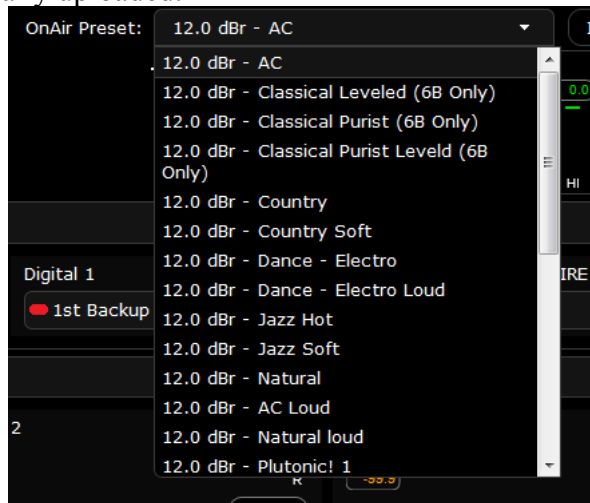 OnAir Preset:
12.0 dBr - AC
12.0 dBr - AC
12.0 dBr - Classical Leveled (6B Only)
0.0
12.0 dBr - Classical Purist (6B Only)
12.0 dBr - Classical Purist Leveld (6B
Only)
HI
12.0 dBr - Country
12.0 dBr - Country Soft
12.0 dBr - Dance - Electro
Digital 1
IRE
12.0 dBr - Dance - Electro Loud
1st Backup
12.0 dBr - Jazz Hot
12.0 dBr - Jazz Soft
12.0 dBr - Natural
12.0 dBr - AC Loud
2
12.0 dBr - Natural loud
12.0 dBr - Plutonic! 1
R
-99.9